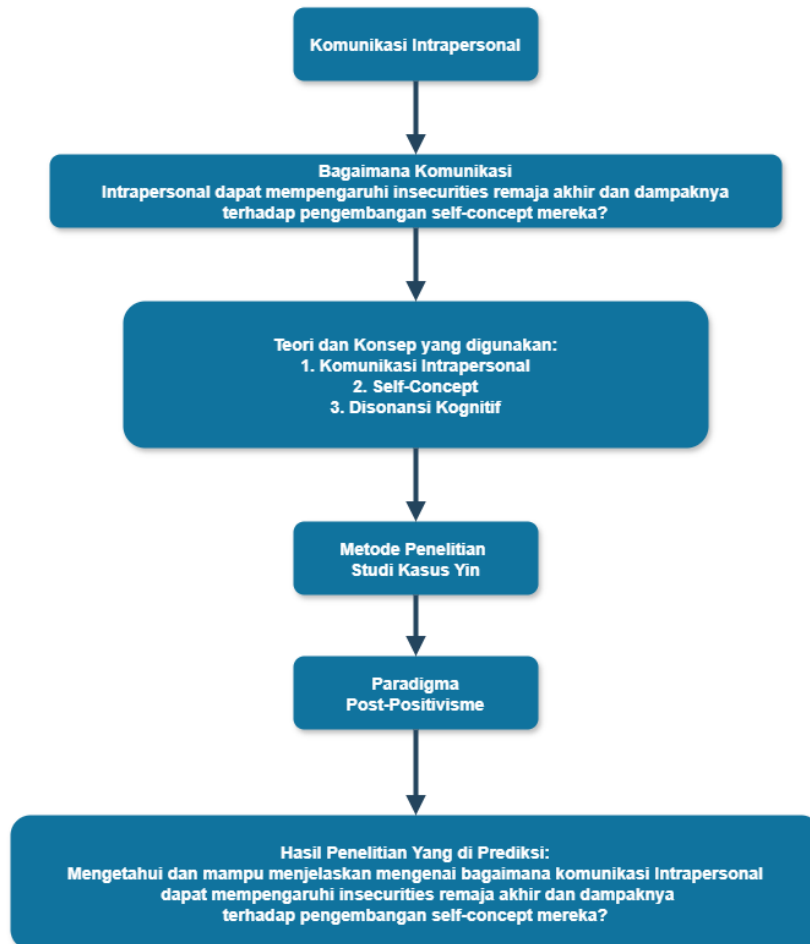 Komunikasi Intrapersonal
Bagaimana Komunikasi
Intrapersonal dapat mempengaruhi insecurities remaja akhir dan dampaknya
terhadap pengembangan self-concept mereka?
Teori dan Konsep yang digunakan:
1. Komunikasi Intrapersonal
2. Self-Concept
3. Disonansi Kognitif
Metode Penelitian
Studi Kasus Yin
Paradigma
Post-Positivisme
Hasil Penelitian Yang di Prediksi:
Mengetahui dan mampu menjelaskan mengenai bagaimana komunikasi Intrapersonal
dapat mempengaruhi insecurities remaja akhir dan dampaknya
terhadap pengembangan self-concept mereka?